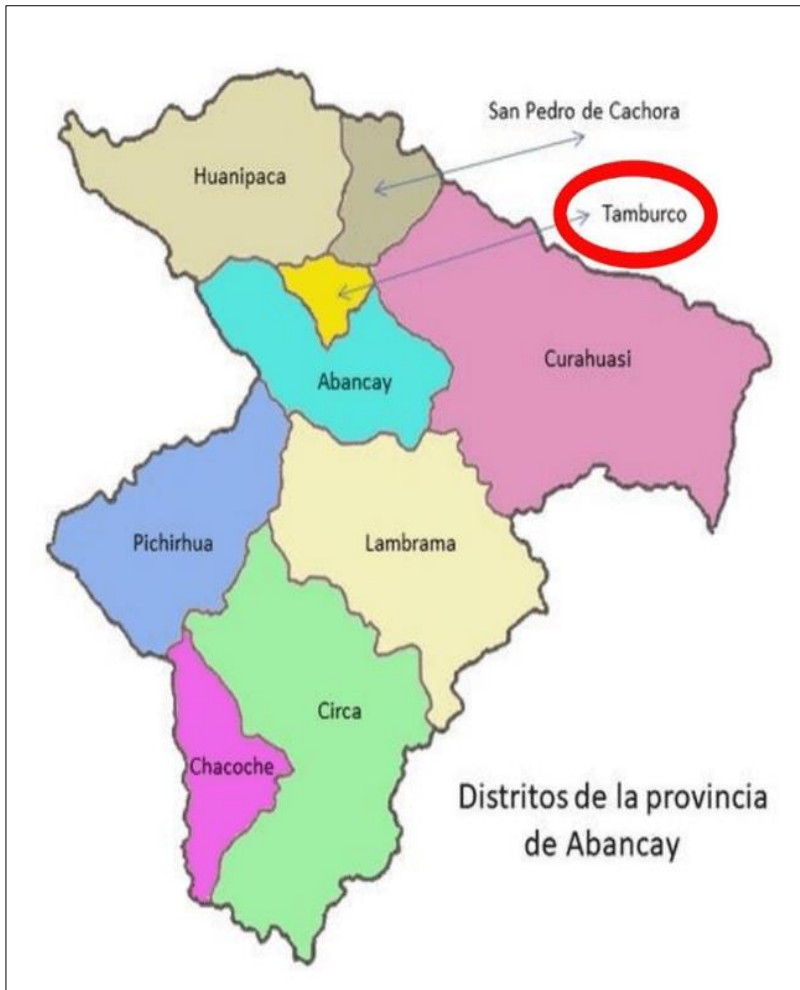 San Pedro de Cachora
Huanipaca
Tamburco
Curahuasi
Abancay
Pichirhua
Lambrama
Circa
Chacoche
Distritos de la provincia
de Abancay